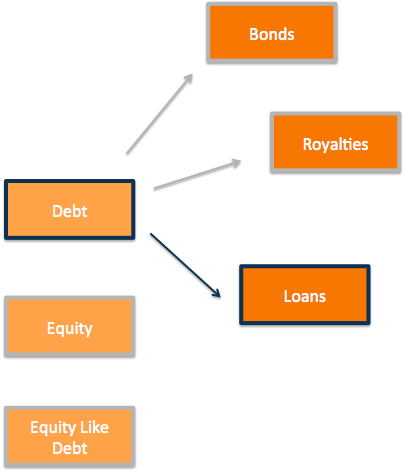 Bonds
Royalties
Debt
Loans
Equity
Equity Like
Debt